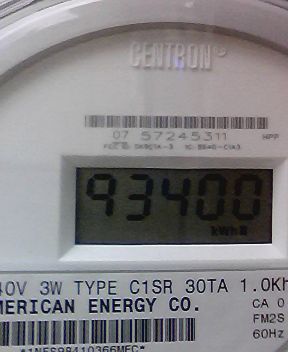 CENTRON®
07 57245311 HPP
93400
kWh
40V 3W TYPE C1SR 30TA 1.0Kh
MERICAN ENERGY CO. CA 0
FM2S
60Hz